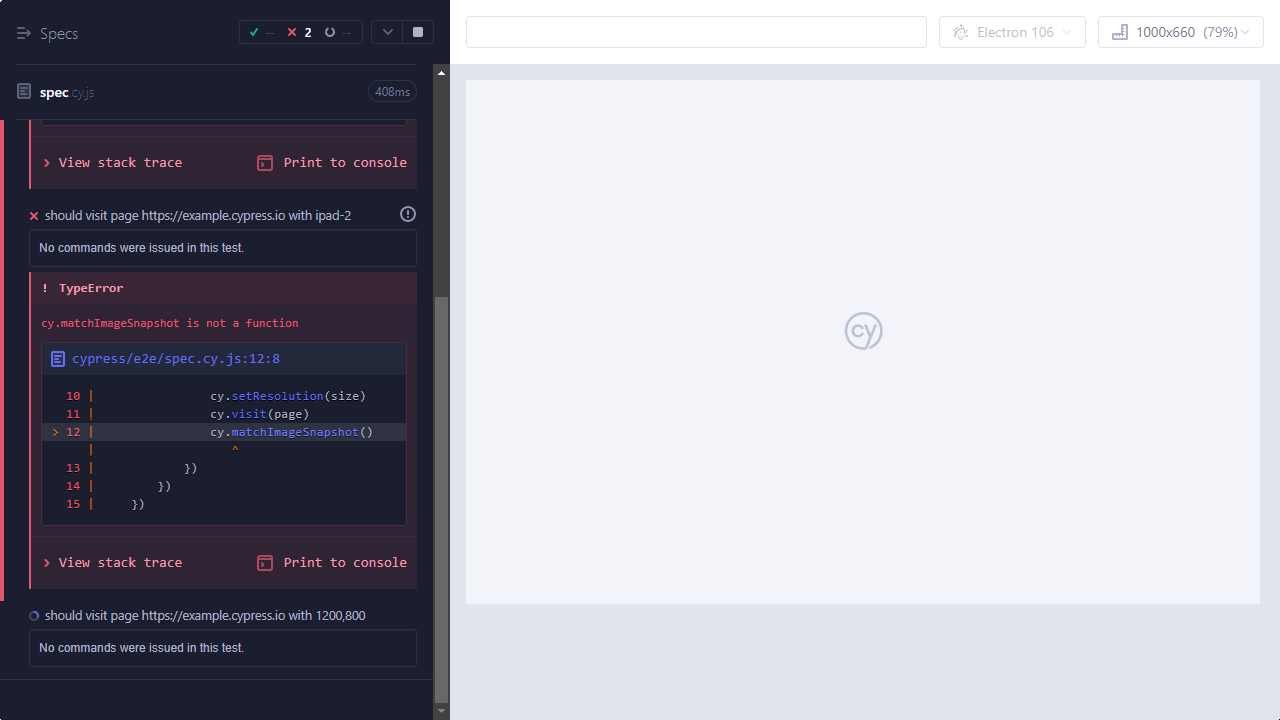 Specs
-- 2 --
spec.cy.js
408ms
View stack trace
Print to console
should visit page https://example.cypress.io with ipad-2
No commands were issued in this test.
! TypeError
cy.matchImageSnapshot is not a function
cypress/e2e/spec.cy.js:12:8
10 | cy.setResolution(size)
11 | cy.visit(page)
> 12 | cy.matchImageSnapshot()
| ^
13 | })
14 | })
15 | })
View stack trace
Print to console
should visit page https://example.cypress.io with 1200,800
No commands were issued in this test.
Electron 106
1000x660 (79%)
cy